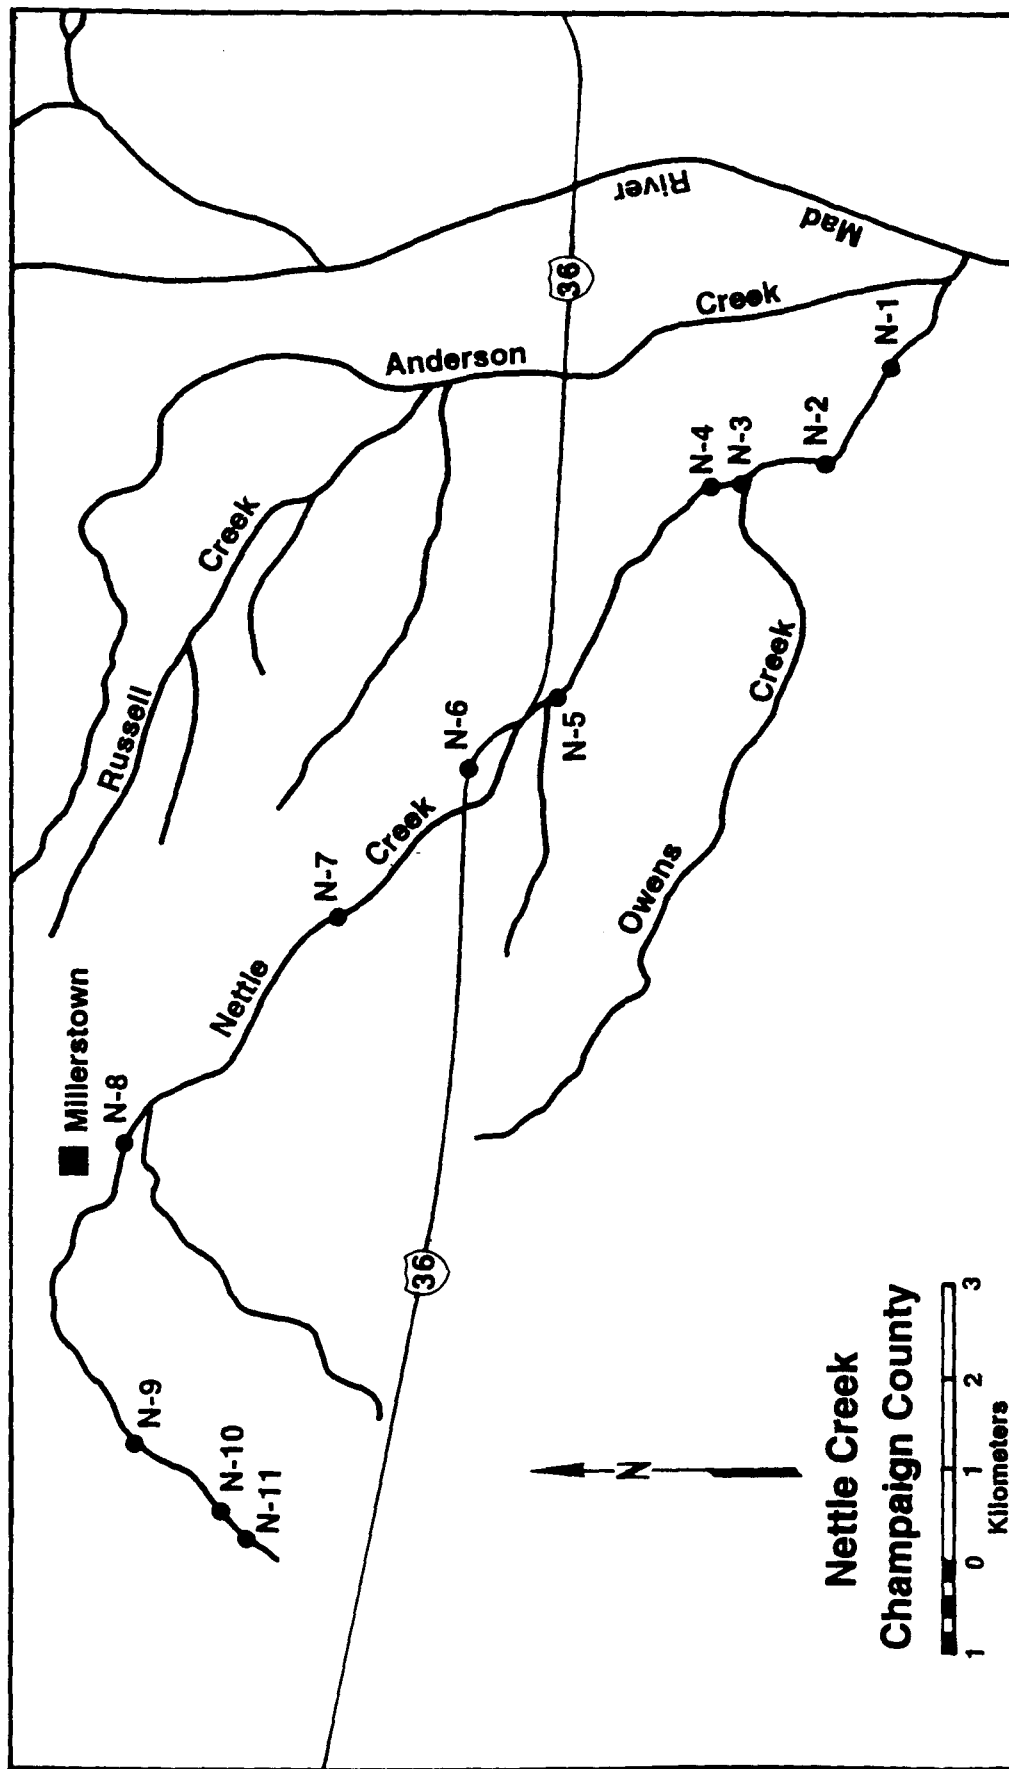 Millerstown
N-8
N-9
N-10
N-11
N-7
Nettle
Creek
N-6
N-5
Russell
Creek
Anderson
Creek
36
36
River
Mad
N-4
N-3
N-2
N-1
Owens
Creek
N
Nettle Creek
Champaign County
1 0 1 2 3
Kilometers